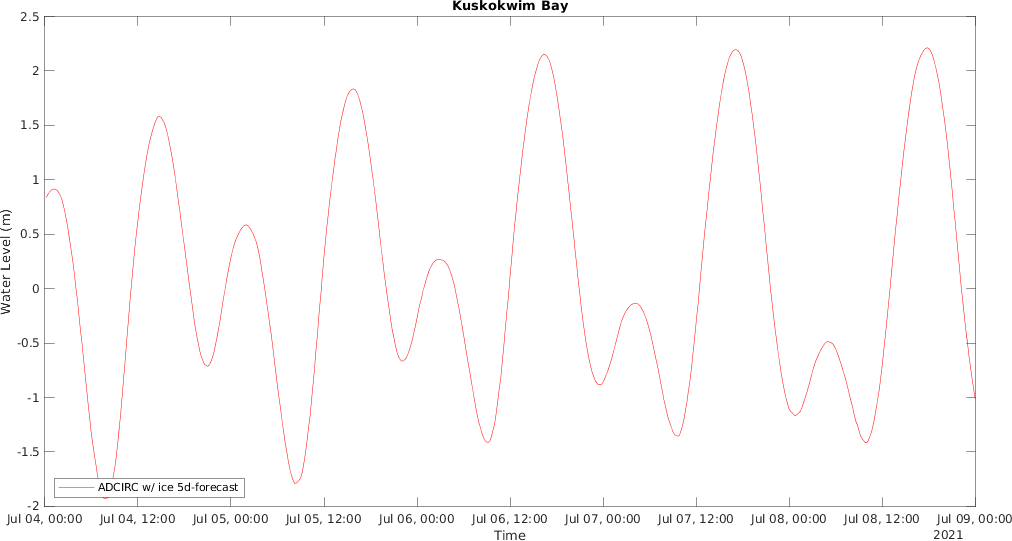 Kuskokwim Bay
2.5
2
1.5
1
0.5
0
-0.5
-1
-1.5
-2
Water Level (m)
ADCIRC w/ ice 5d-forecast
Jul 04, 00:00 Jul 04, 12:00 Jul 05, 00:00 Jul 05, 12:00 Jul 06, 00:00 Jul 06, 12:00 Jul 07, 00:00 Jul 07, 12:00 Jul 08, 00:00 Jul 08, 12:00 Jul 09, 00:00
Time
2021